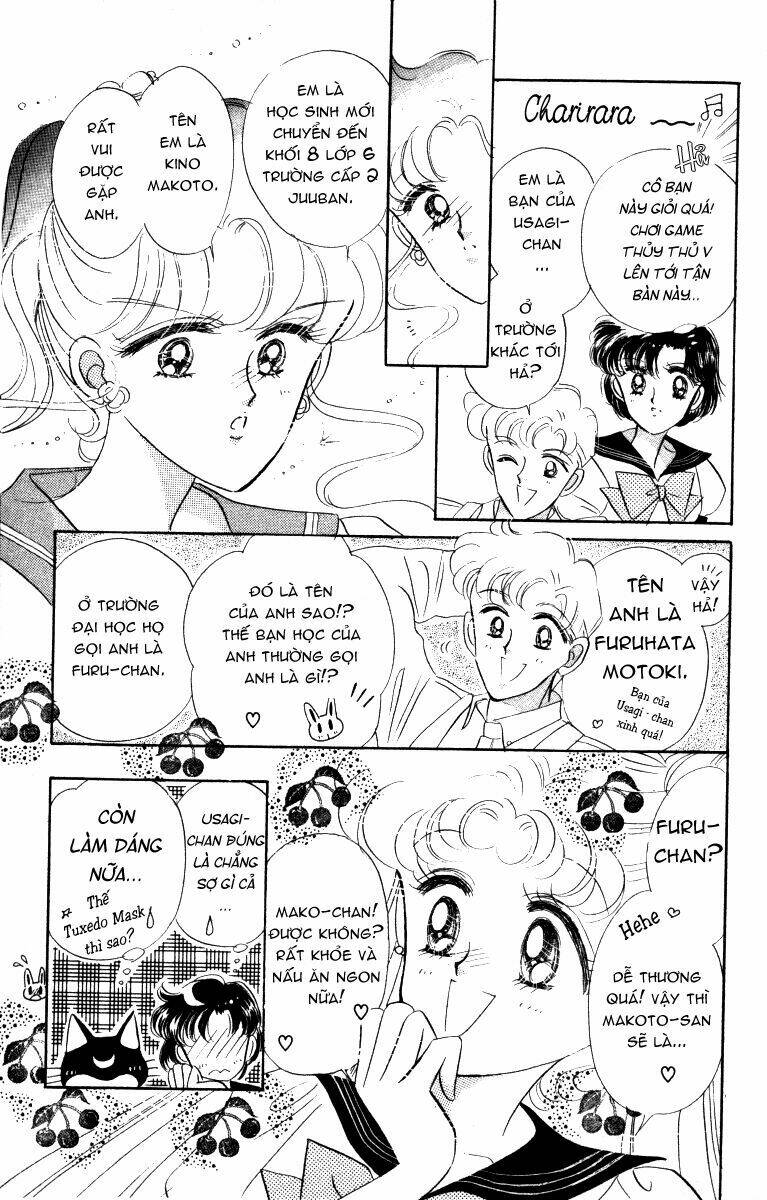 Charirara
Hả
CÔ BẠN
NÀY GIỎI QUÁ!
CHƠI GAME
THỦY THỦ V
LÊN TỚI TẬN
BÀN NÀY..
EM LÀ
BẠN CỦA
USAGI-
CHAN
...
Ở
TRƯỜNG
KHÁC TỚI
HẢ?
EM LÀ
HỌC SINH MỚI
CHUYỂN ĐẾN
KHỐI 8 LỚP 6
TRƯỜNG CẤP 2
JUUBAN.
TÊN
EM LÀ
KINO
MAKOTO.
RẤT
VUI
ĐƯỢC
GẶP
ANH.
VẬY
HẢ!
TÊN
ANH LÀ
FURUHATA
MOTOKI.
Bạn của
Usagi-chan
xinh quá!
ĐÓ LÀ TÊN
CỦA ANH SAO!?
THẾ BẠN HỌC CỦA
ANH THƯỜNG GỌI
ANH LÀ GÌ!?
Ở TRƯỜNG
ĐẠI HỌC HỌ
GỌI ANH LÀ
FURU-CHAN.
FURU-
CHAN?
Hehe
DỄ THƯƠNG
QUÁ! VẬY THÌ
MAKOTO-SAN
SẼ LÀ...
MAKO-CHAN!
ĐƯỢC KHÔNG?
RẤT KHỎE VÀ
NẤU ĂN NGON
NỮA!
USAGI-
CHAN ĐÚNG
LÀ CHẲNG
SỢ GÌ CẢ
...
CÒN
LÀM DÁNG
NỮA...
Thế
Tuxedo Mask
thì sao?